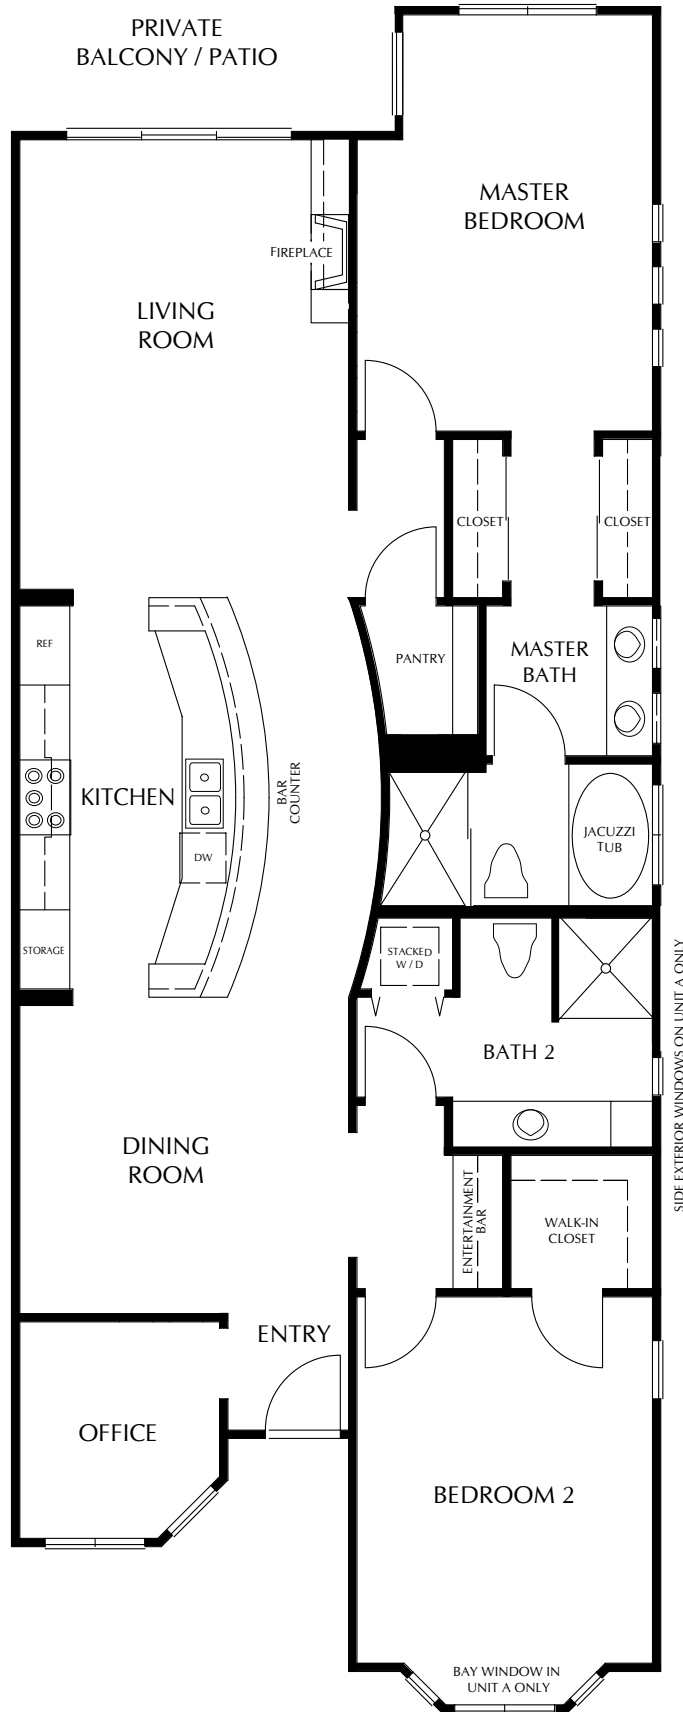 PRIVATE
BALCONY / PATIO
MASTER
BEDROOM
FIREPLACE
LIVING
ROOM
CLOSET
CLOSET
REF
PANTRY
MASTER
BATH
KITCHEN
BAR
COUNTER
DW
JACUZZI
TUB
STORAGE
STACKED
W / D
BATH 2
SIDE EXTERIOR WINDOWS ON UNIT A ONLY
DINING
ROOM
ENTERTAINMENT
BAR
WALK-IN
CLOSET
ENTRY
OFFICE
BEDROOM 2
BAY WINDOW IN
UNIT A ONLY